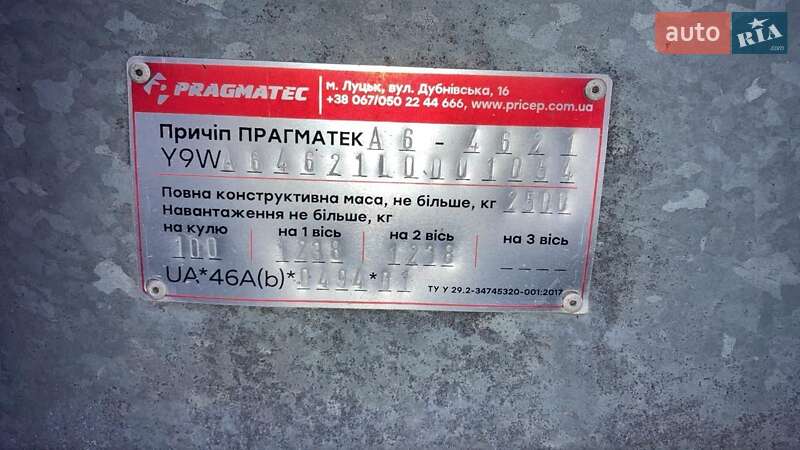 auto RIA .com
PRAGMATEC
м. Луцьк, вул. Дубнівська, 16
+38 067/050 22 44 666, www.pricep.com.ua
Причіп ПРАГМАТЕК A6-4621
Y9WA64621L0001034
Повна конструктивна маса, не більше, кг 2500
Навантаження не більше, кг
на кулю на 1 вісь на 2 вісь на 3 вісь
100 1238 1238 ----
UA*46A(b)*0494*01
ТУ У 29.2-34745320-001:2017